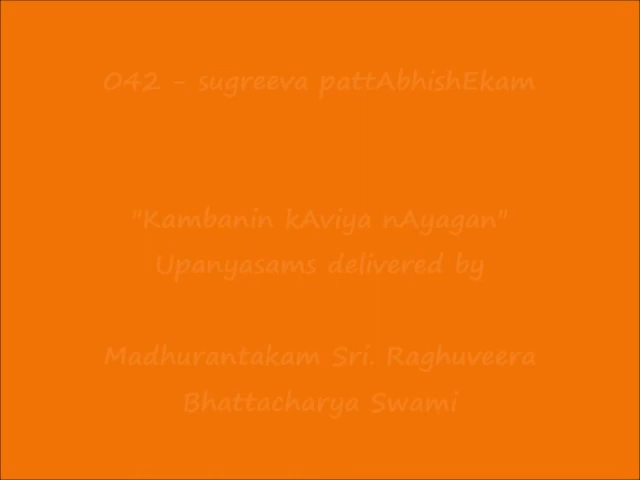 042 - sugreeva pattAbhishEkam
"Kambanin kAviya nAyagan"
Upanyasams delivered by
Madhurantakam Sri. Raghuveera
Bhattacharya Swami